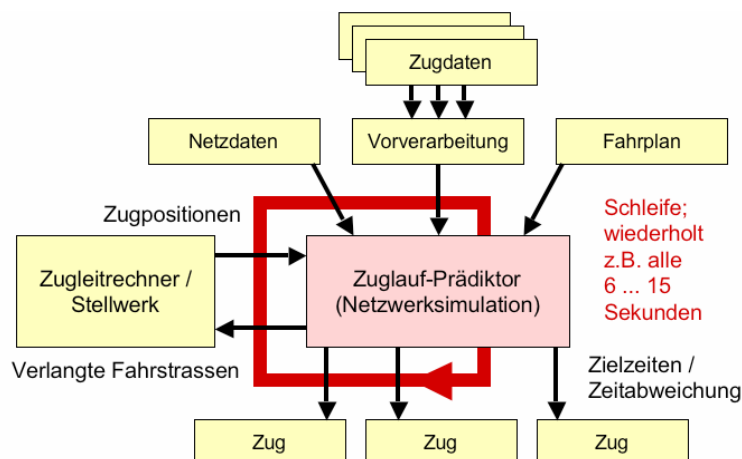 Zugdaten
Netzdaten
Vorverarbeitung
Fahrplan
Zugpositionen
Schleife;
wiederholt
z.B. alle
6 ... 15
Sekunden
Zugleitrechner /
Stellwerk
Zuglauf-Prädiktor
(Netzwerksimulation)
Verlangte Fahrstrassen
Zielzeiten /
Zeitabweichung
Zug
Zug
Zug